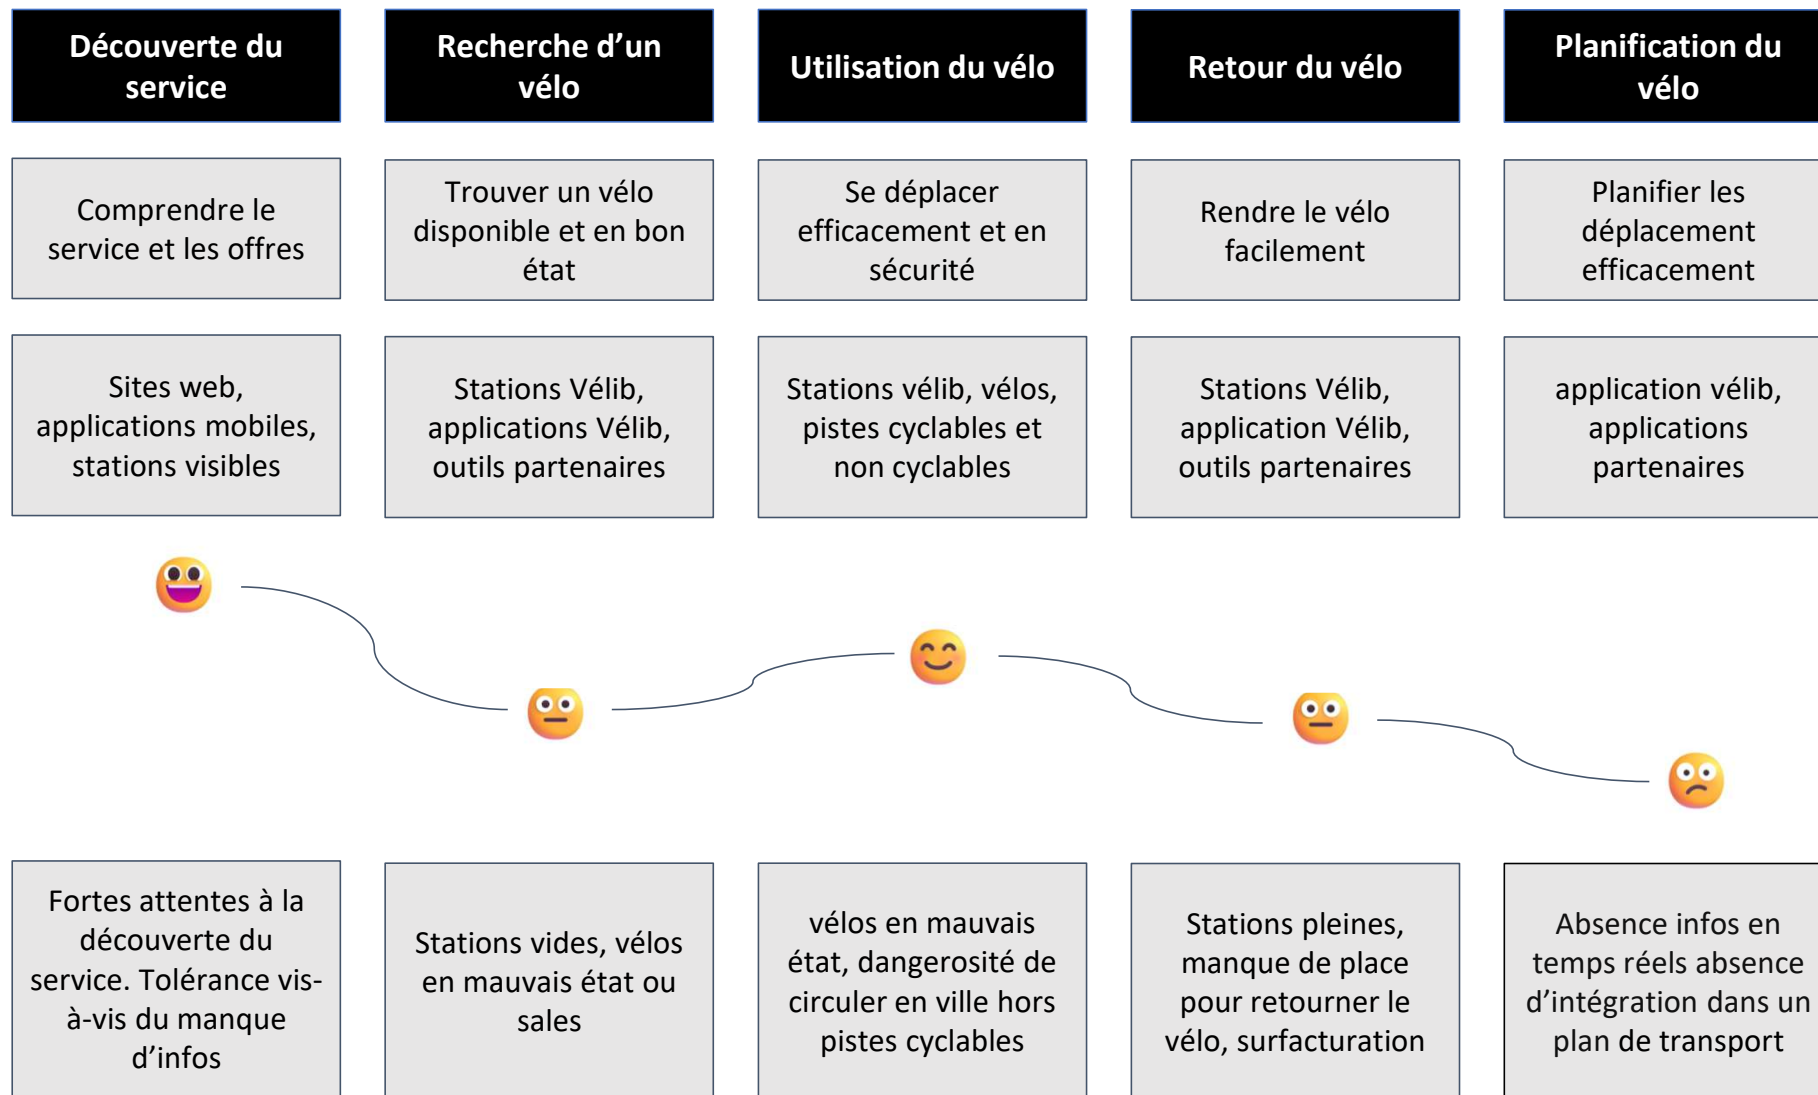 Découverte du
service
Recherche d’un
vélo
Utilisation du vélo
Retour du vélo
Planification du
vélo
Comprendre le
service et les offres
Trouver un vélo
disponible et en bon
état
Se déplacer
efficacement et en
sécurité
Rendre le vélo
facilement
Planifier les
déplacement
efficacement
Sites web,
applications mobiles,
stations visibles
Stations Vélib,
applications Vélib,
outils partenaires
Stations vélib, vélos,
pistes cyclables et
non cyclables
Stations Vélib,
application Vélib,
outils partenaires
application vélib,
applications
partenaires
Fortes attentes à la
découverte du
service. Tolérance vis-
à-vis du manque
d’infos
Stations vides, vélos
en mauvais état ou
sales
vélos en mauvais
état, dangerosité de
circuler en ville hors
pistes cyclables
Stations pleines,
manque de place
pour retourner le
vélo, surfacturation
Absence infos en
temps réels absence
d’intégration dans un
plan de transport